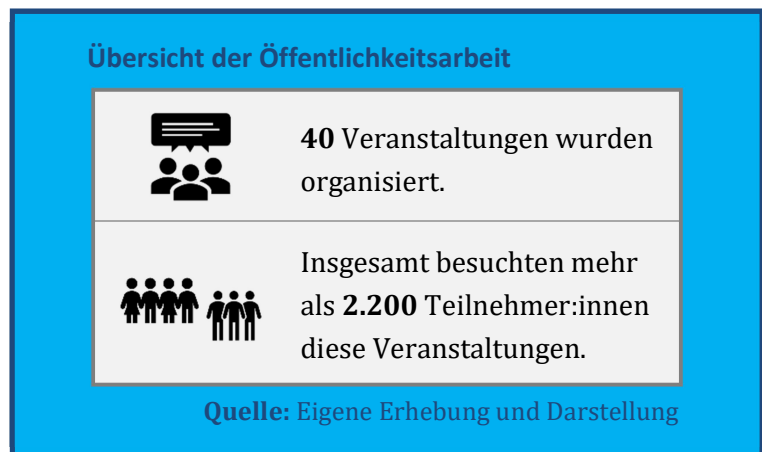 Übersicht der Öffentlichkeitsarbeit
40 Veranstaltungen wurden
organisiert.
Insgesamt besuchten mehr
als 2.200 Teilnehmer:innen
diese Veranstaltungen.
Quelle: Eigene Erhebung und Darstellung